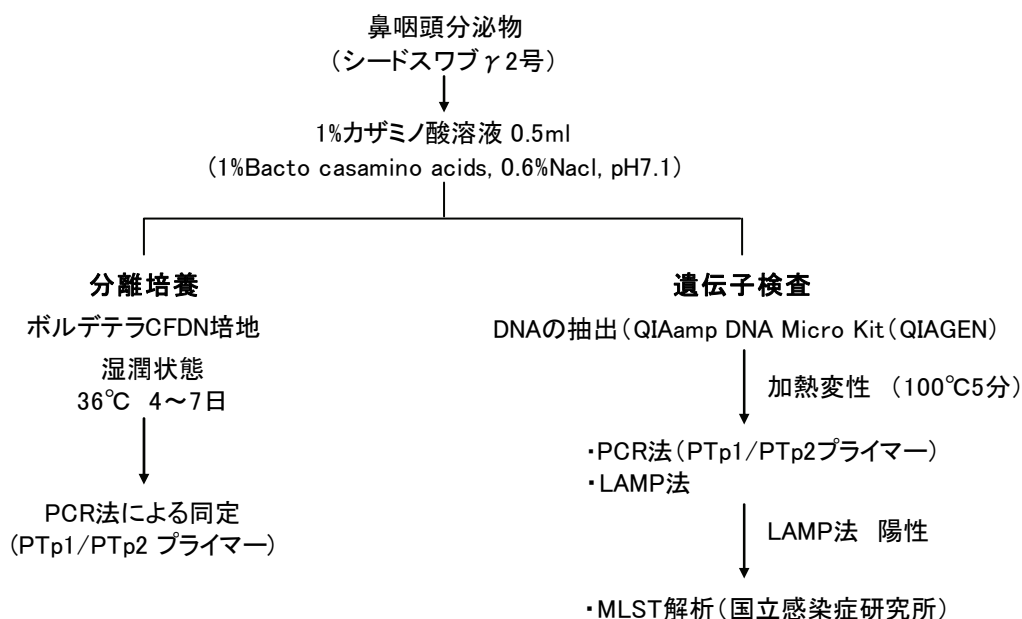 鼻咽頭分泌物
（シードスワブγ2号）
1%カザミノ酸溶液 0.5ml
(1%Bacto casamino acids, 0.6%Nacl, pH7.1)
分離培養
ボルデテラCFDN培地
湿潤状態
36℃ 4～7日
PCR法による同定
(PTp1/PTp2 プライマー)
遺伝子検査
DNAの抽出(QIAamp DNA Micro Kit(QIAGEN)
加熱変性 (100℃5分)
・PCR法(PTp1/PTp2プライマー)
・LAMP法
LAMP法 陽性
・MLST解析(国立感染症研究所)